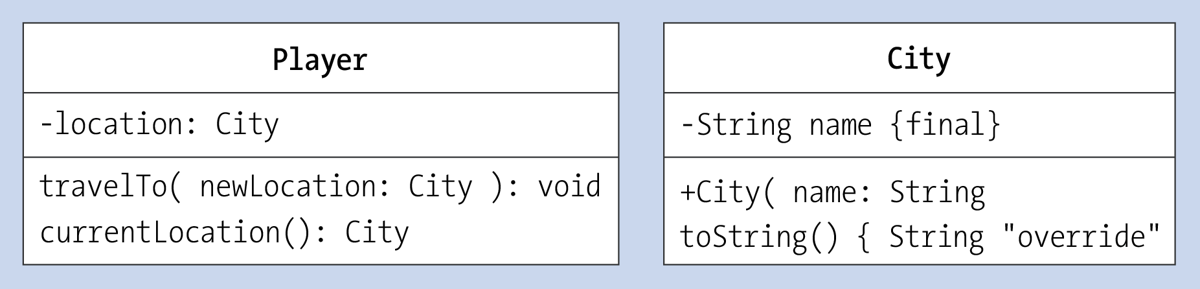 Player
-location: City
travelTo( newLocation: City ): void
currentLocation(): City
City
-String name {final}
+City( name: String
toString() { String "override"